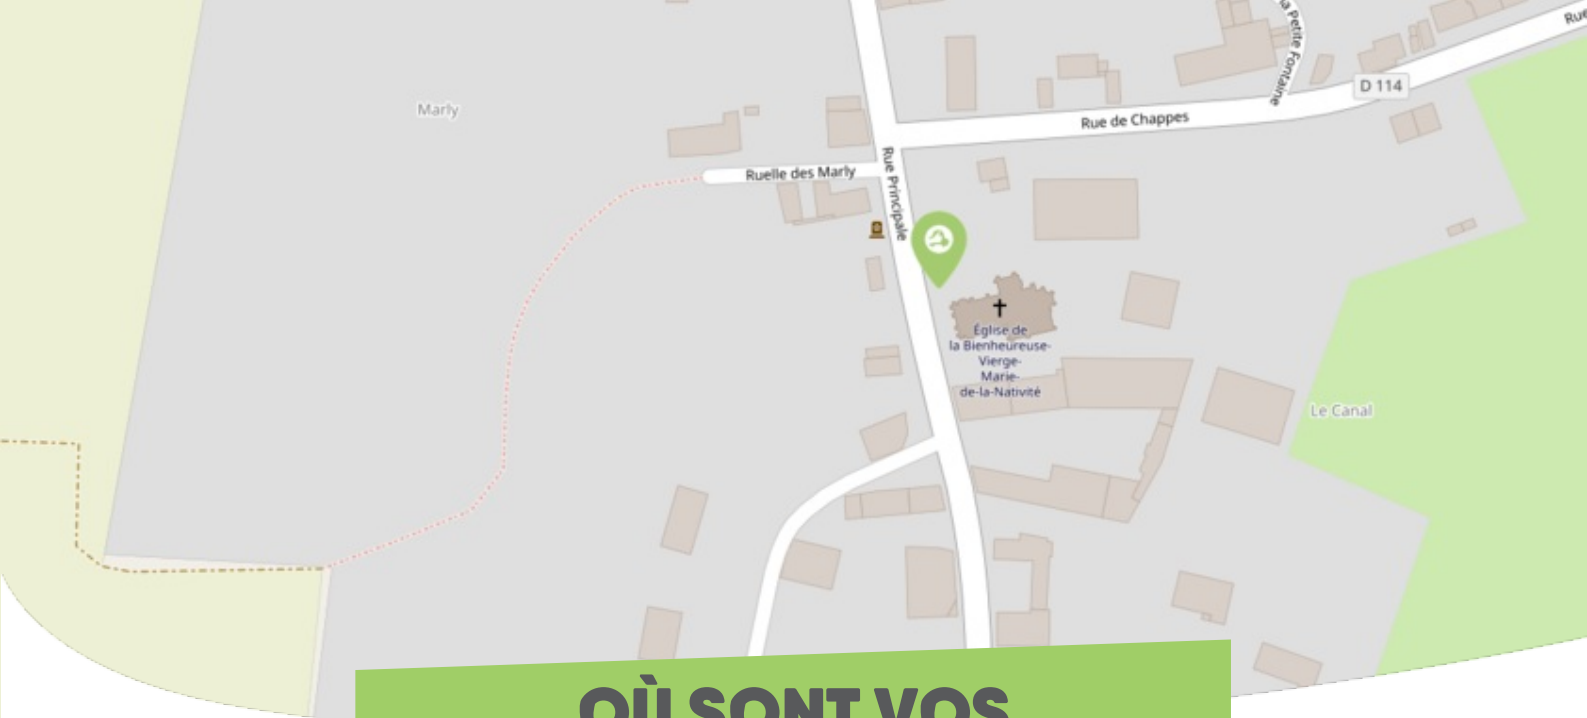 la Petite Fontaine
Rue
D 114
Marly
Rue de Chappes
Ruelle des Marly
Rue Principale
Église de
la Bienheureuse-
Vierge-
Marie-
de-la-Nativité
Le Canal
OÙ SONT VOS